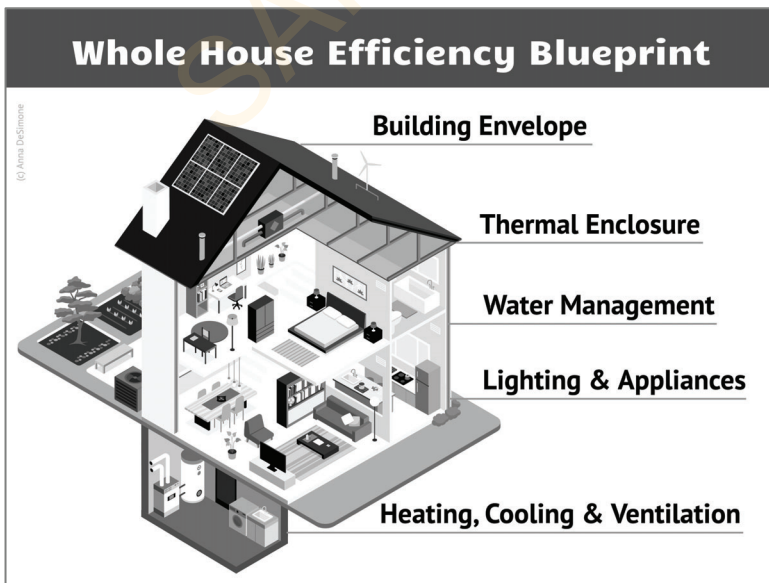 Whole House Efficiency Blueprint
(c) Anna DeSimone
Building Envelope
Thermal Enclosure
Water Management
Lighting & Appliances
Heating, Cooling & Ventilation